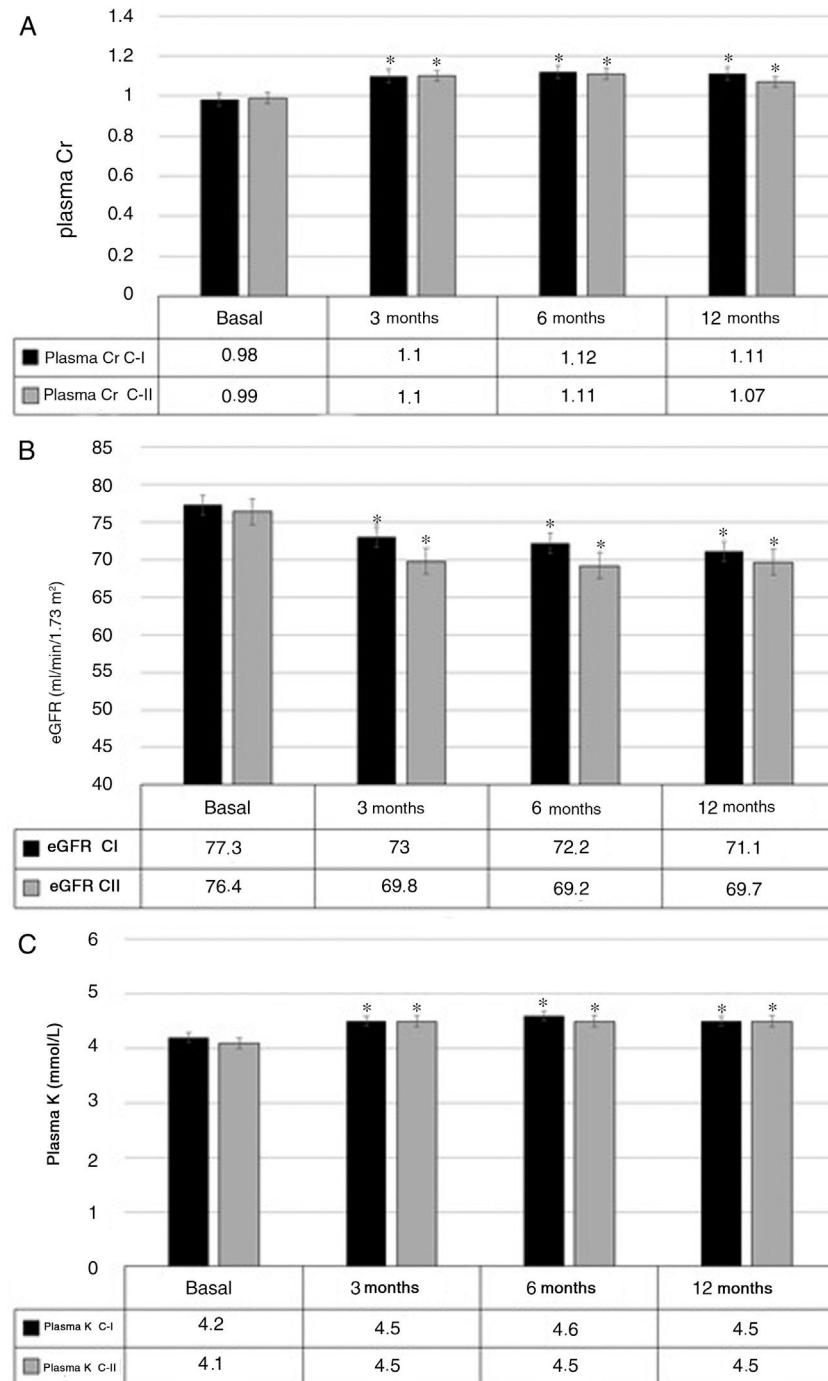 A
1.4
1.2
1
0.8
0.6
0.4
0.2
0
plasma Cr
* * * * * *
Basal 3 months 6 months 12 months
Plasma Cr C-I 0.98 1.1 1.12 1.11
Plasma Cr C-II 0.99 1.1 1.11 1.07
B
85
80
75
70
65
60
55
50
45
40
eGFR (ml/min/1.73 m²)
* * * * * *
Basal 3 months 6 months 12 months
eGFR CI 77.3 73 72.2 71.1
eGFR CII 76.4 69.8 69.2 69.7
C
6
5
4
3
2
1
0
Plasma K (mmol/L)
* * * * * *
Basal 3 months 6 months 12 months
Plasma K C-I 4.2 4.5 4.6 4.5
Plasma K C-II 4.1 4.5 4.5 4.5